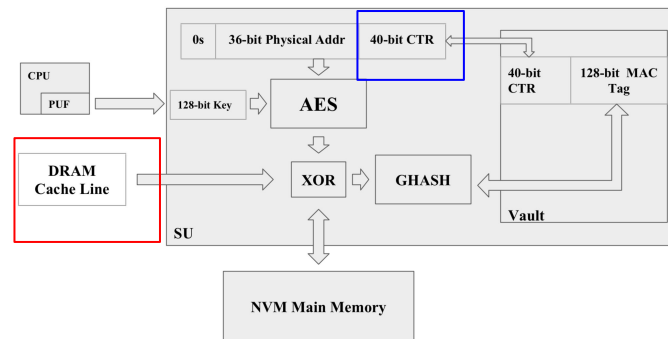 0s 36-bit Physical Addr 40-bit CTR
CPU
PUF
128-bit Key
AES
40-bit 128-bit MAC
CTR Tag
DRAM
Cache Line
XOR
GHASH
SU
Vault
NVM Main Memory